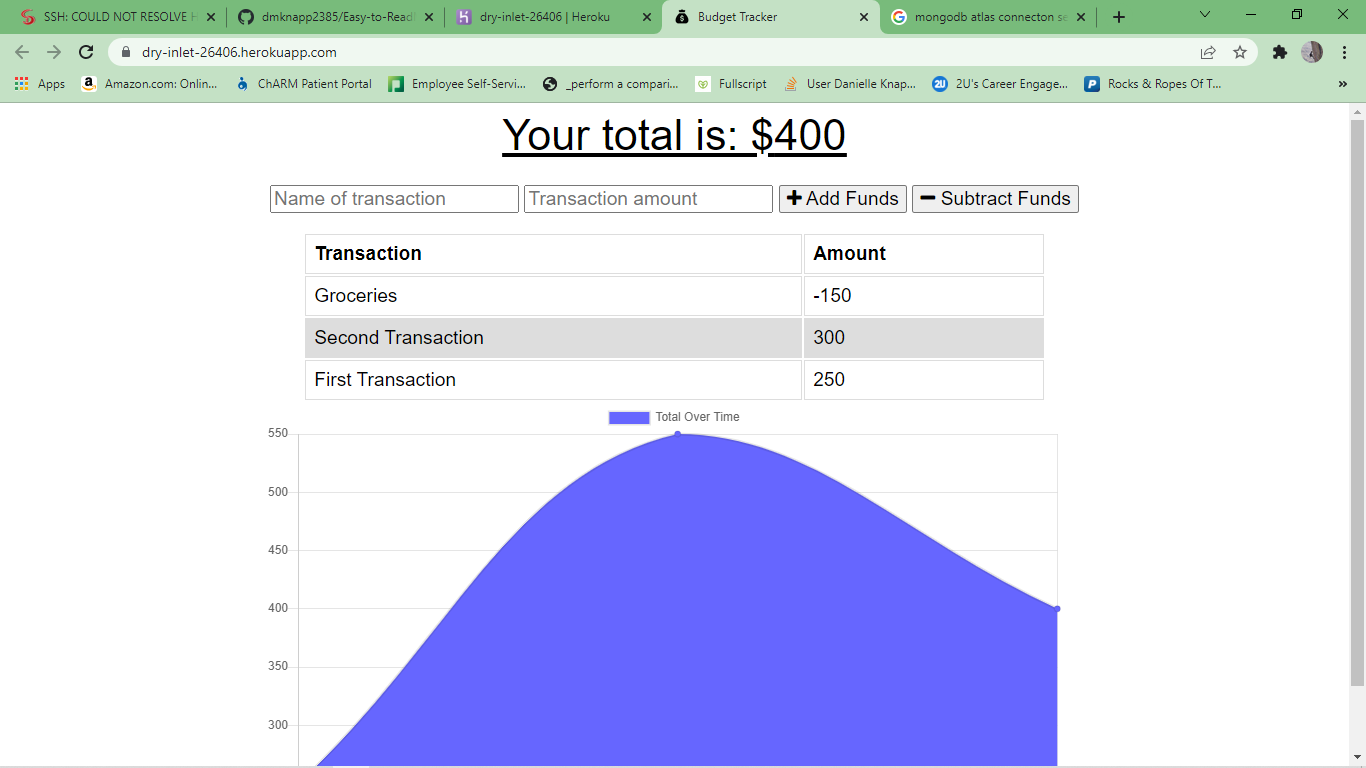 SSH: COULD NOT RESOLVE H
dmknapp2385/Easy-to-Read
dry-inlet-26406 | Heroku
Budget Tracker
mongodb atlas connecton se
dry-inlet-26406.herokuapp.com
Apps
Amazon.com: Onlin...
ChARM Patient Portal
Employee Self-Servi...
_perform a compari...
Fullscript
User Danielle Knap...
2U's Career Engage...
Rocks & Ropes Of T...
»
Your total is: $400
Name of transaction Transaction amount Add Funds Subtract Funds
Transaction Amount
Groceries -150
Second Transaction 300
First Transaction 250
Total Over Time
550
500
450
400
350
300